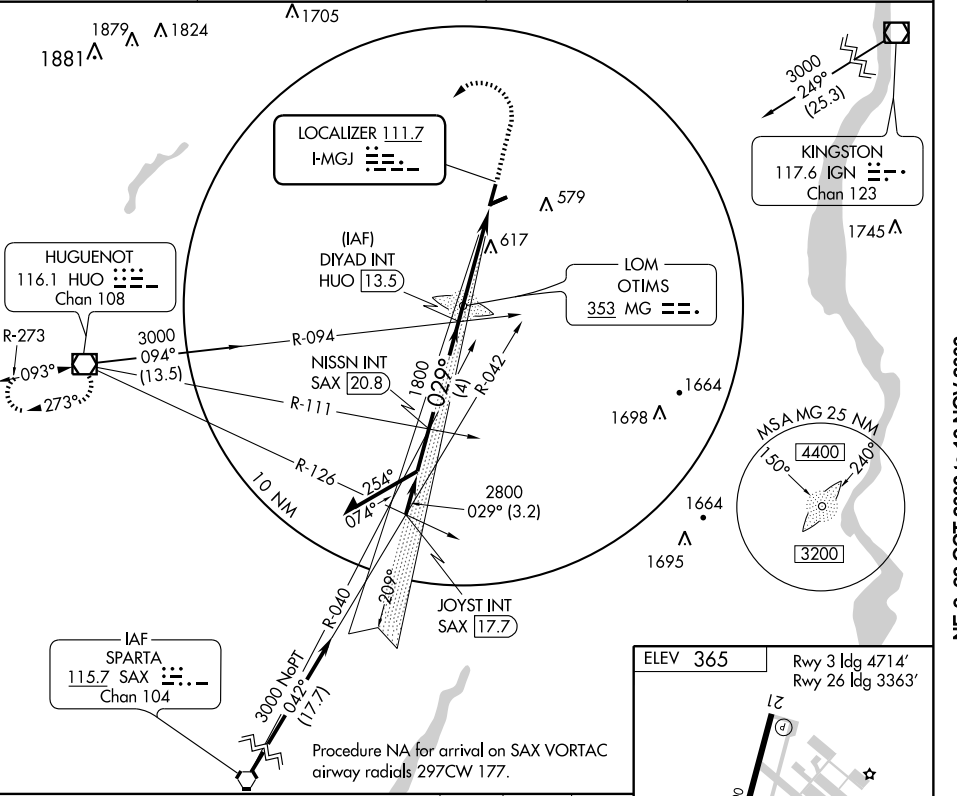 1705
1879
1824
1881
3000
249°
(25.3)
LOCALIZER 111.7
I-MGJ
KINGSTON
117.6 IGN
Chan 123
579
1745
(IAF)
DIYAD INT
HUO 13.5
617
HUGUENOT
116.1 HUO
Chan 108
LOM
OTIMS
353 MG
R-273
093°
273°
3000
094°
(13.5)
R-094
NISSN INT
SAX 20.8
1800
029°
(4)
R-042
R-111
1664
1698
MSA MG 25 NM
150°
4400
240°
3200
R-126
254°
074°
10 NM
2800
029° (3.2)
1664
1695
209°
JOYST INT
SAX 17.7
R-040
IAF
SPARTA
115.7 SAX
Chan 104
3000 NoPT
042°
(17.7)
Procedure NA for arrival on SAX VORTAC
airway radials 297CW 177.
ELEV 365
Rwy 3 ldg 4714'
Rwy 26 ldg 3363'
21
P